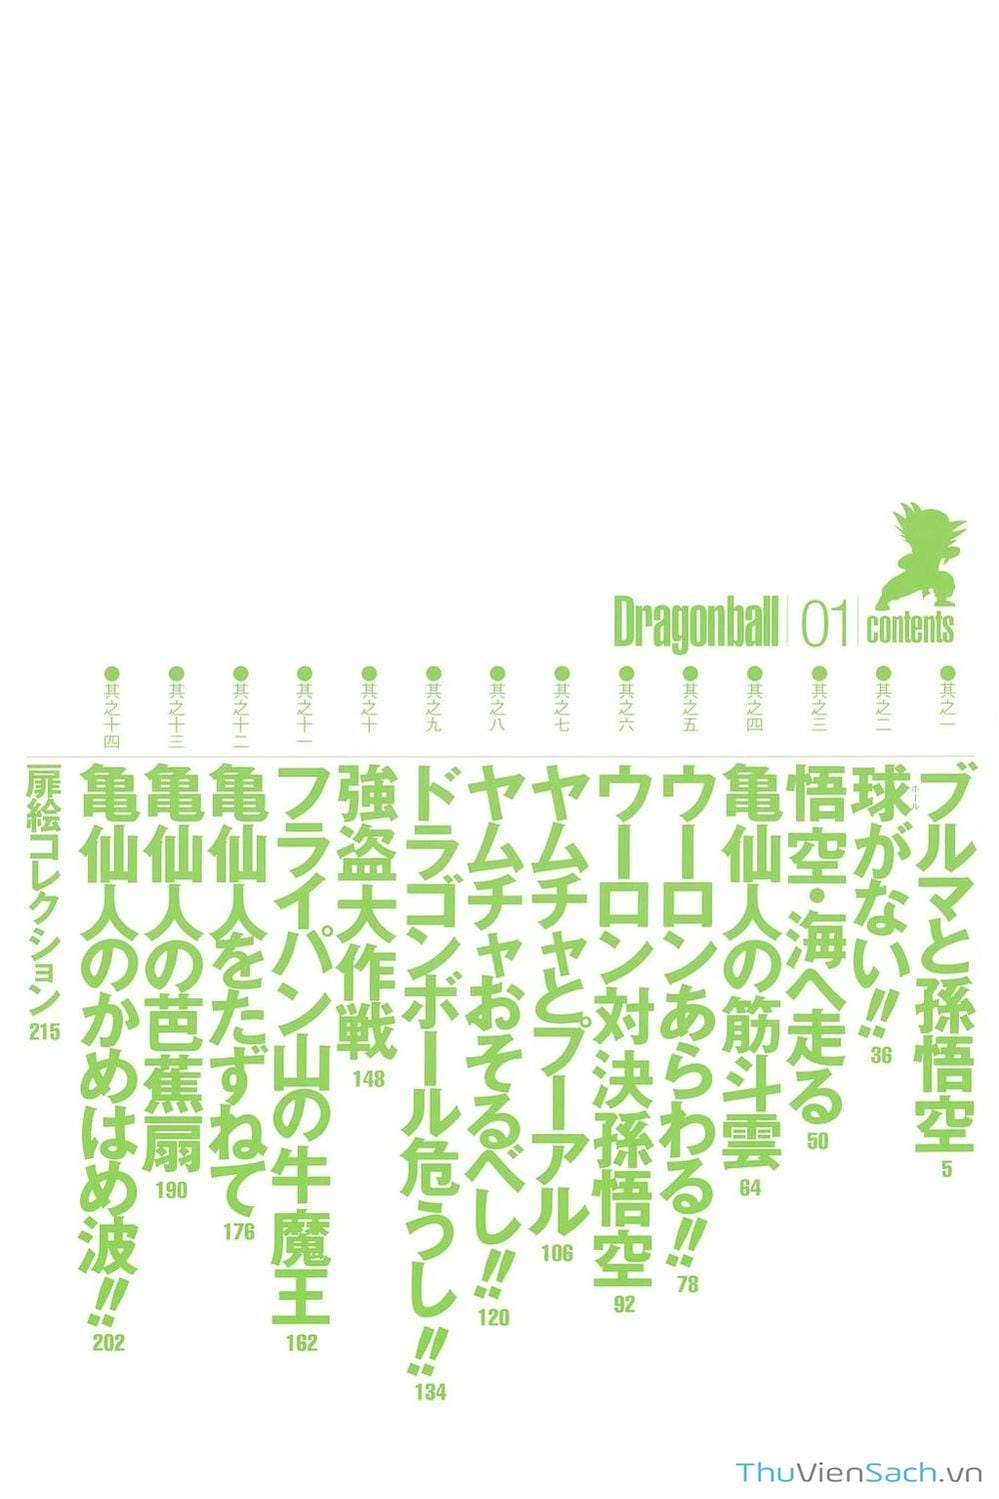 Dragonball 01 contents
●其之一
ブルマと孫悟空 5
●其之二
球がない!! 36
ボール
●其之三
悟空・海へ走る 50
●其之四
亀仙人の筋斗雲 64
●其之五
ウーロンあらわる!! 78
●其之六
ウーロン対決孫悟空 92
●其之七
ヤムチャとプーアル 106
●其之八
ヤムチャおそるべし!! 120
●其之九
ドラゴンボール危うし!! 134
●其之十
強盗大作戦 148
●其之十一
フライパン山の牛魔王 162
●其之十二
亀仙人をたずねて 176
●其之十三
亀仙人の芭蕉扇 190
●其之十四
亀仙人のかめはめ波!! 202
扉絵コレクション 215
ThuVienSach.vn